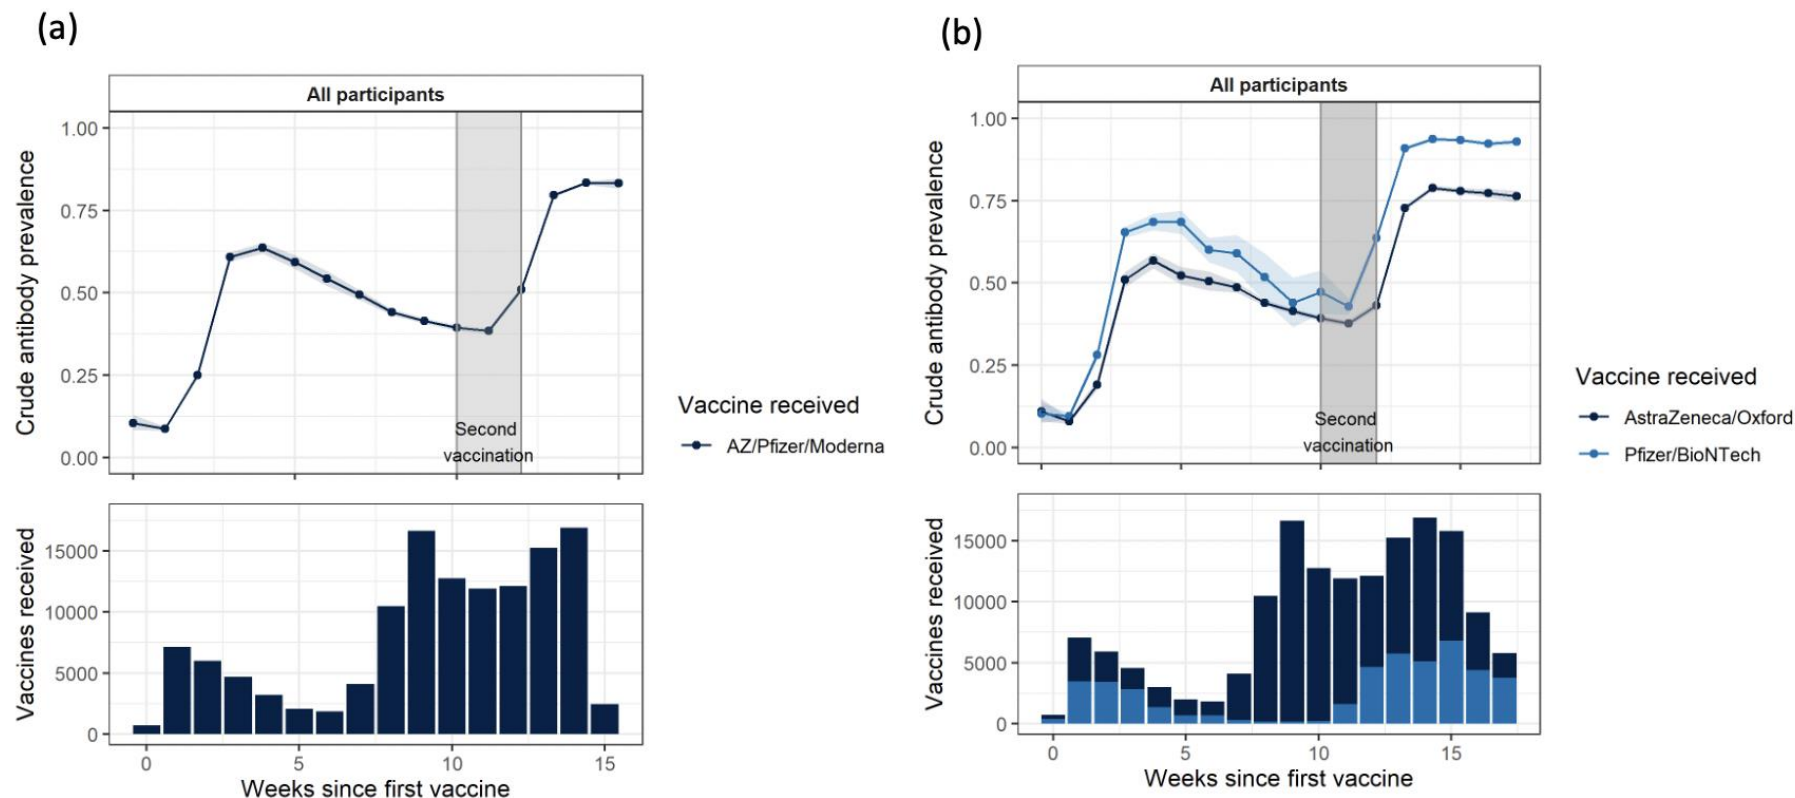 (a)
All participants
Crude antibody prevalence
1.00
0.75
0.50
0.25
0.00
Second
vaccination
Vaccine received
AZ/Pfizer/Moderna
Vaccines received
15000
10000
5000
0
0 5 10 15
Weeks since first vaccine
(b)
All participants
Crude antibody prevalence
1.00
0.75
0.50
0.25
0.00
Second
vaccination
Vaccine received
AstraZeneca/Oxford
Pfizer/BioNTech
Vaccines received
15000
10000
5000
0
0 5 10 15
Weeks since first vaccine